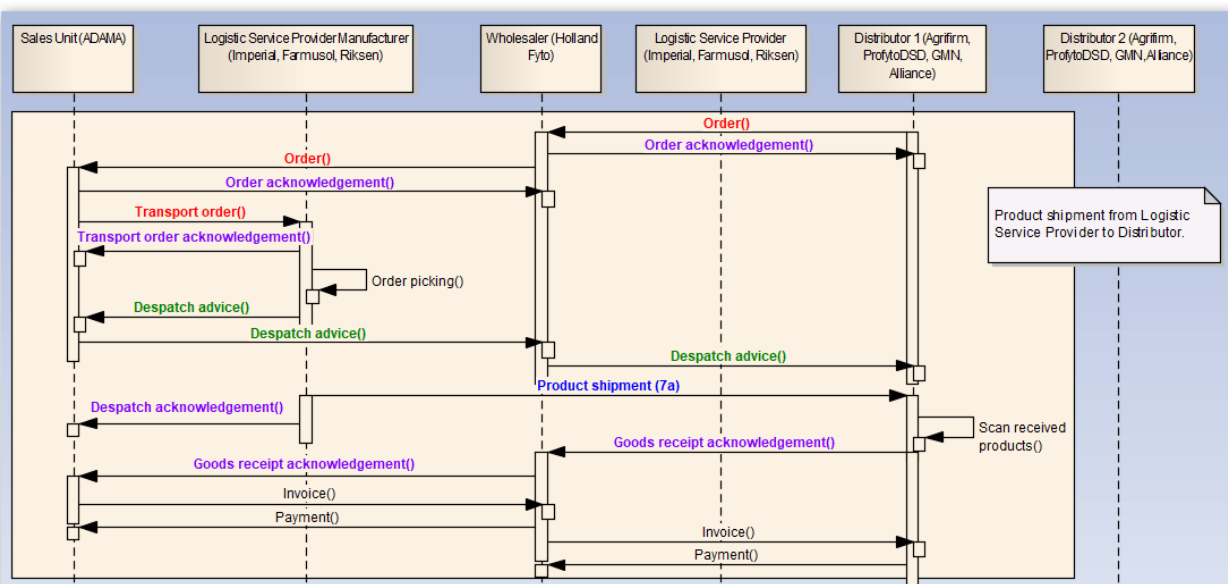 Sales Unit (ADAMA)
Logistic Service Provider Manufacturer
(Imperial, Farmusol, Riksen)
Wholesaler (Holland
Fyto)
Logistic Service Provider
(Imperial, Farmusol, Riksen)
Distributor 1 (Agrifirm,
ProfytoDSD, GMN,
Alliance)
Distributor 2 (Agrifirm,
ProfytoDSD, GMN,Alliance)
Order()
Order acknowledgement()
Order()
Order acknowledgement()
Transport order()
Product shipment from Logistic
Service Provider to Distributor.
Transport order acknowledgement()
Order picking()
Despatch advice()
Despatch advice()
Despatch advice()
Product shipment (7a)
Despatch acknowledgement()
Scan received
products()
Goods receipt acknowledgement()
Goods receipt acknowledgement()
Invoice()
Payment()
Invoice()
Payment()